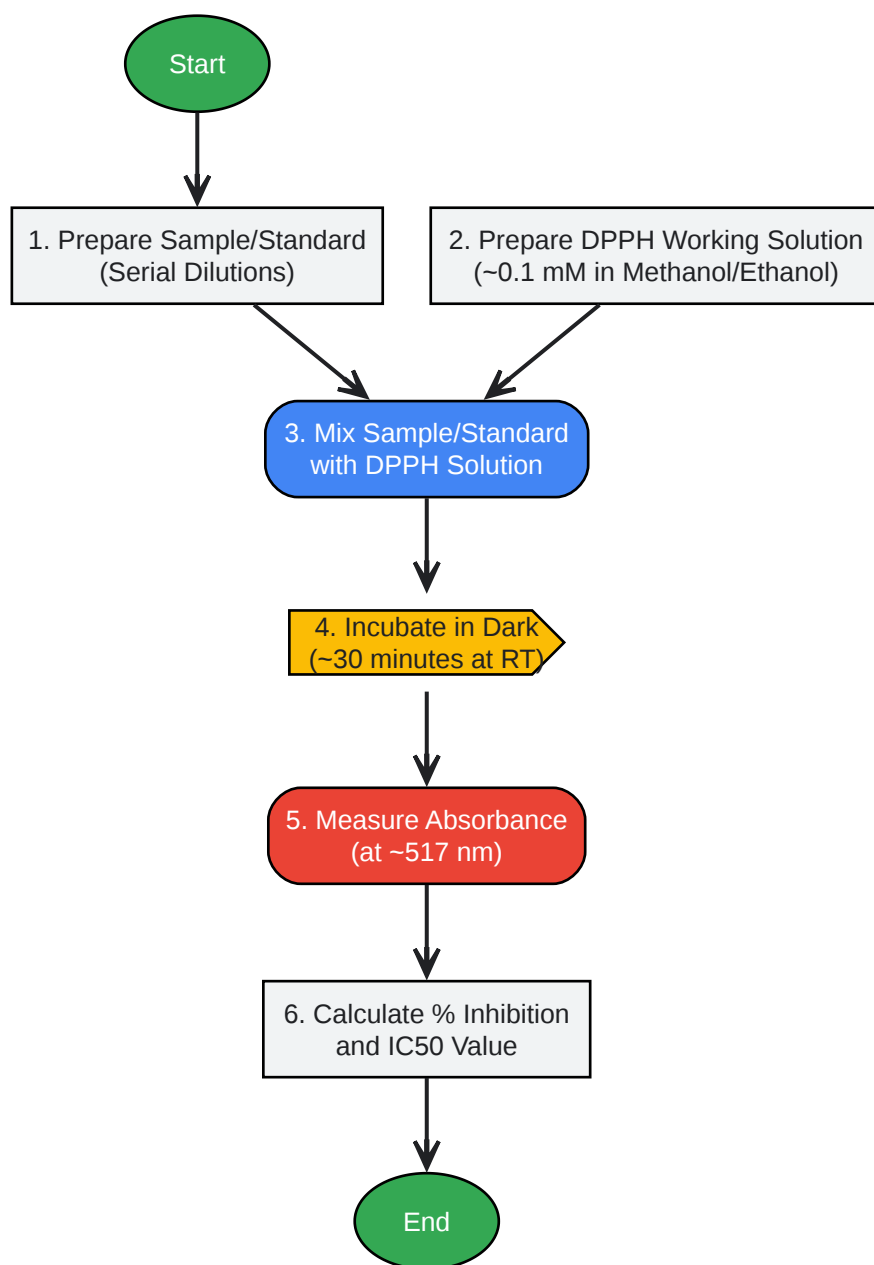 Start
1. Prepare Sample/Standard
(Serial Dilutions)
2. Prepare DPPH Working Solution
(~0.1 mM in Methanol/Ethanol)
3. Mix Sample/Standard
with DPPH Solution
4. Incubate in Dark
(~30 minutes at RT)
5. Measure Absorbance
(at ~517 nm)
6. Calculate % Inhibition
and IC50 Value
End